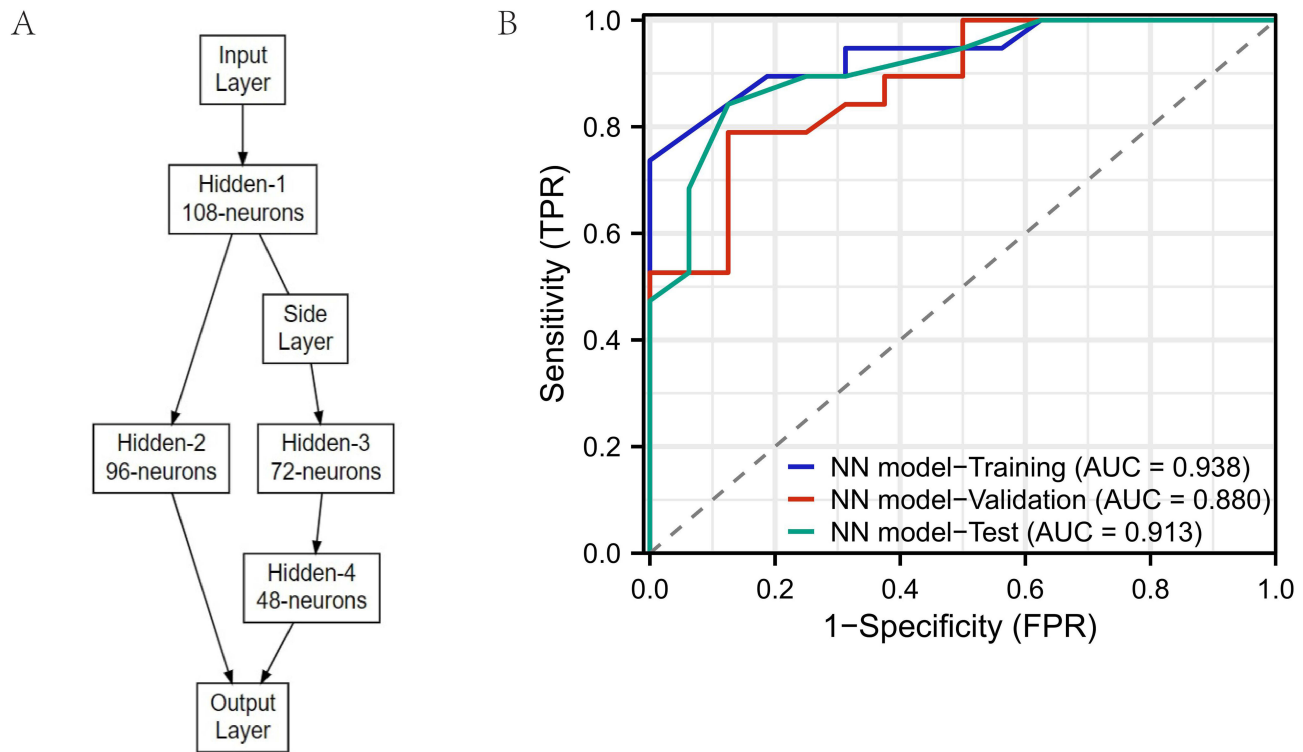 A
Input
Layer
Hidden-1
108-neurons
Side
Layer
Hidden-2
96-neurons
Hidden-3
72-neurons
Hidden-4
48-neurons
Output
Layer
B
1.0
0.8
0.6
0.4
0.2
0.0
Sensitivity (TPR)
NN model−Training (AUC = 0.938)
NN model−Validation (AUC = 0.880)
NN model−Test (AUC = 0.913)
0.0 0.2 0.4 0.6 0.8 1.0
1−Specificity (FPR)